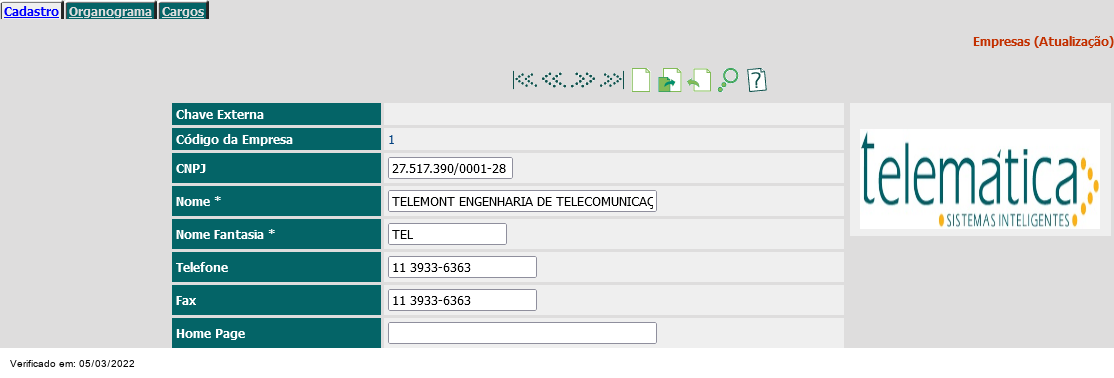 Cadastro Organograma Cargos
Empresas (Atualização)
Chave Externa
Código da Empresa 1
CNPJ 27.517.390/0001-28
Nome * TELEMONT ENGENHARIA DE TELECOMUNICAÇ
Nome Fantasia * TEL
Telefone 11 3933-6363
Fax 11 3933-6363
Home Page
telemática
SISTEMAS INTELIGENTES
Verificado em: 05/03/2022